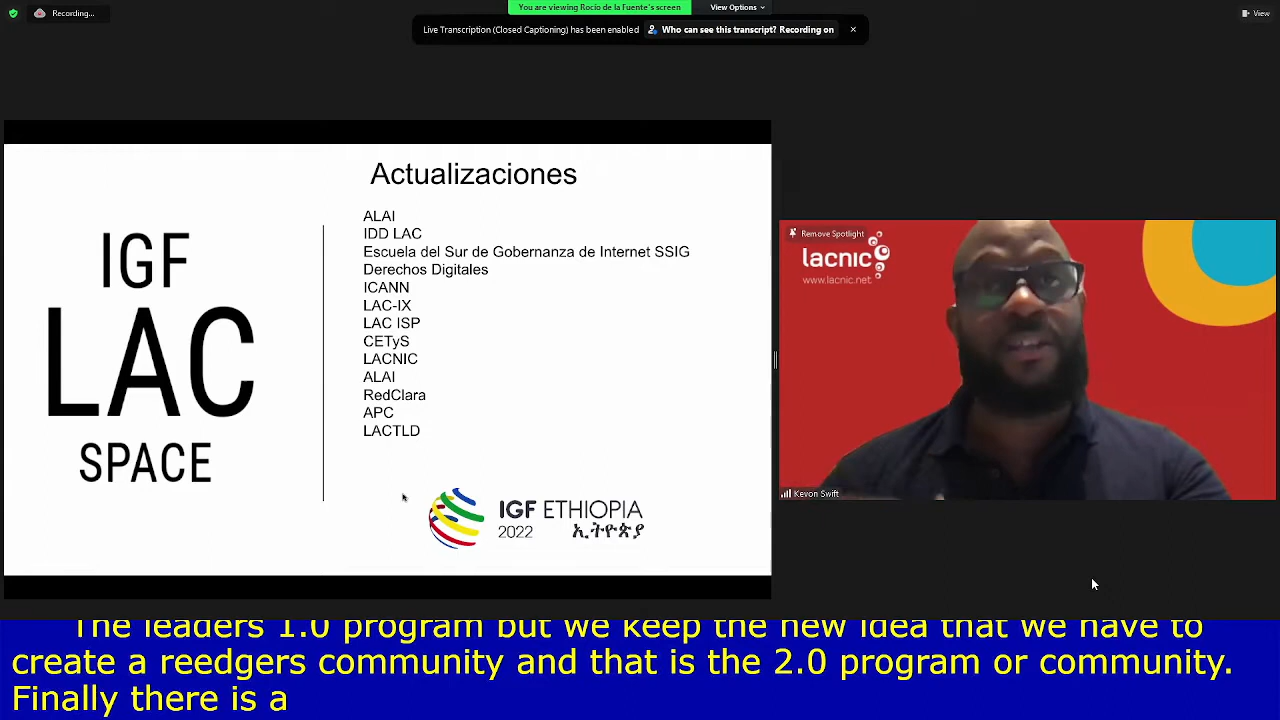 Recording...
You are viewing Rocio de la Fuente's screen
View Options
View
Live Transcription (Closed Captioning) has been enabled
Who can see this transcript? Recording on
IGF
LAC
SPACE
Actualizaciones
ALAI
IDD LAC
Escuela del Sur de Gobernanza de Internet SSIG
Derechos Digitales
ICANN
LAC-IX
LAC ISP
CETyS
LACNIC
ALAI
RedClara
APC
LACTLD
IGF ETHIOPIA
2022 ኢትዮጵያ
Remove Spotlight
lacnic
www.lacnic.net
Kevon Swift
The leaders 1.0 program but we keep the new idea that we have to
create a reedgers community and that is the 2.0 program or community.
Finally there is a